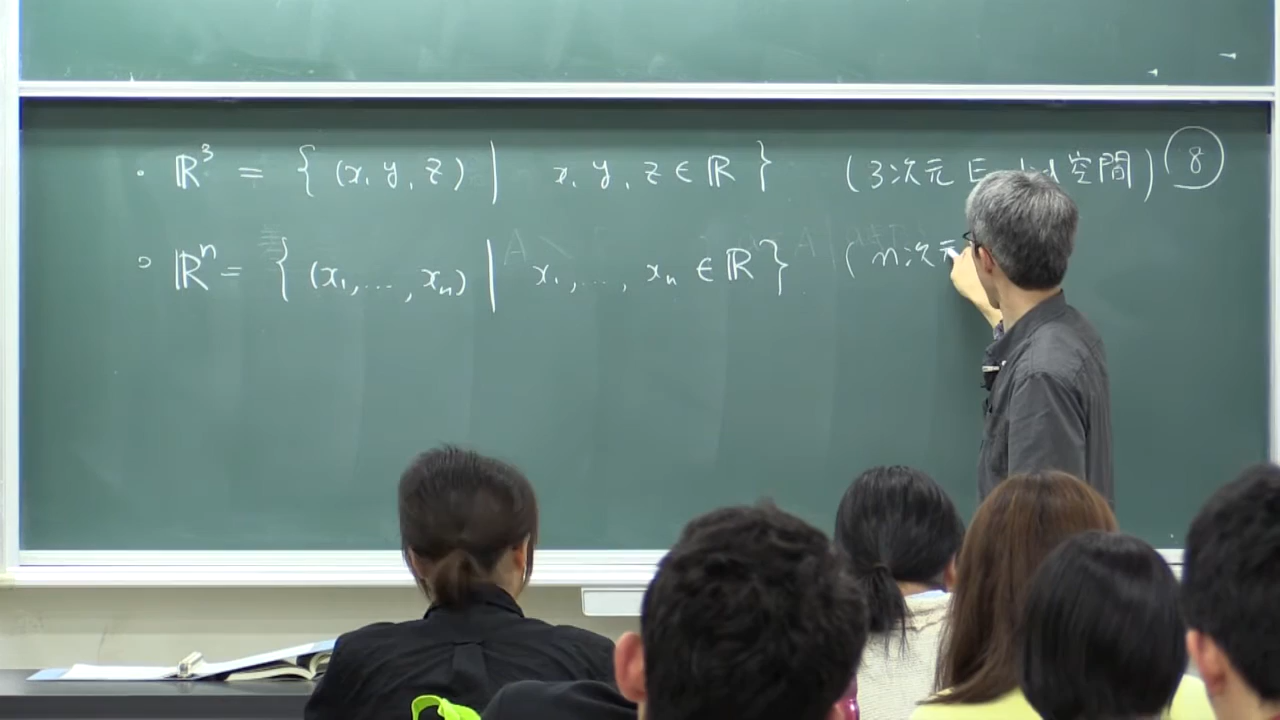 ・ ℝ³ = { (x, y, z) | x, y, z ∈ ℝ } (3次元 空間) ⑧
・ ℝⁿ = { (x₁, ..., xₙ) | x₁, ..., xₙ ∈ ℝ } (n次元